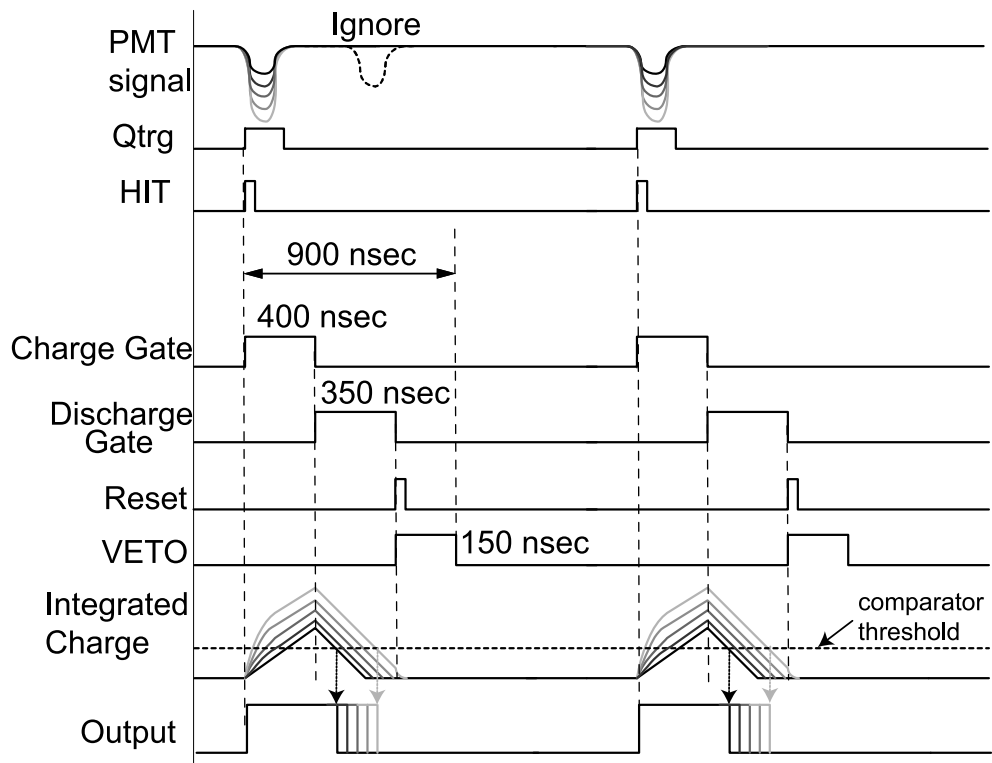 Ignore
PMT
signal
Qtrg
HIT
900 nsec
400 nsec
Charge Gate
350 nsec
Discharge
Gate
Reset
VETO
150 nsec
Integrated
Charge
comparator
threshold
Output